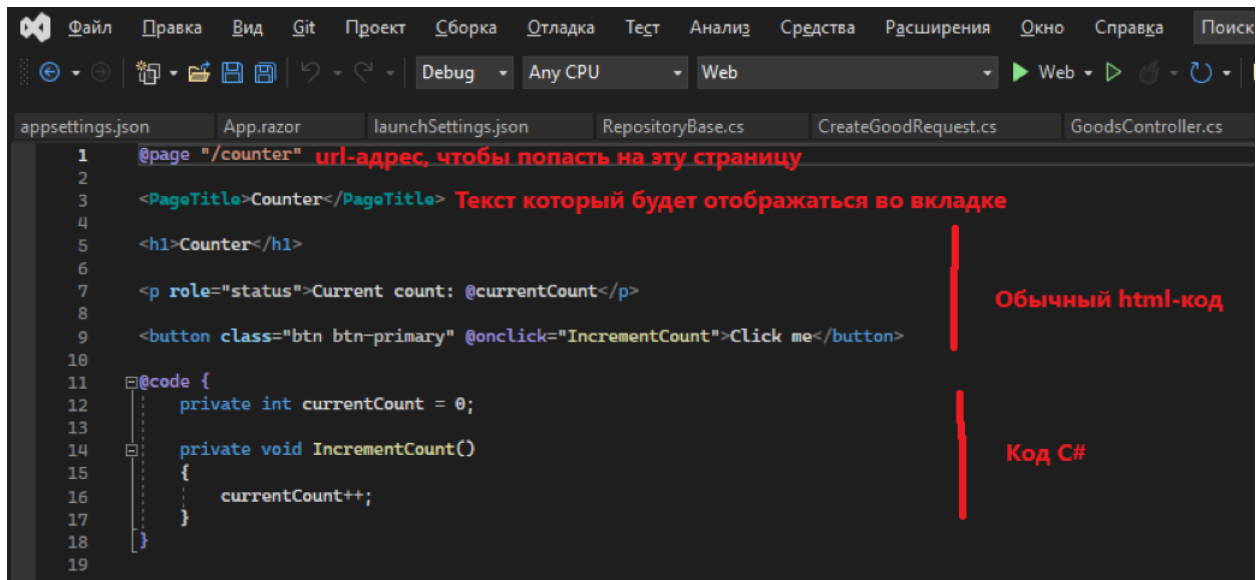 Файл Правка Вид Git Проект Сборка Отладка Тест Анализ Средства Расширения Окно Справка Поиск
Debug Any CPU Web Web
appsettings.json App.razor launchSettings.json RepositoryBase.cs CreateGoodRequest.cs GoodsController.cs
1 @page "/counter" url-адрес, чтобы попасть на эту страницу
2
3 <PageTitle>Counter</PageTitle> Текст который будет отображаться во вкладке
4
5 <h1>Counter</h1>
6
7 <p role="status">Current count: @currentCount</p>
Обычный html-код
8
9 <button class="btn btn-primary" @onclick="IncrementCount">Click me</button>
10
11 @code {
12 private int currentCount = 0;
13
14 private void IncrementCount() Код C#
15 {
16 currentCount++;
17 }
18 }
19